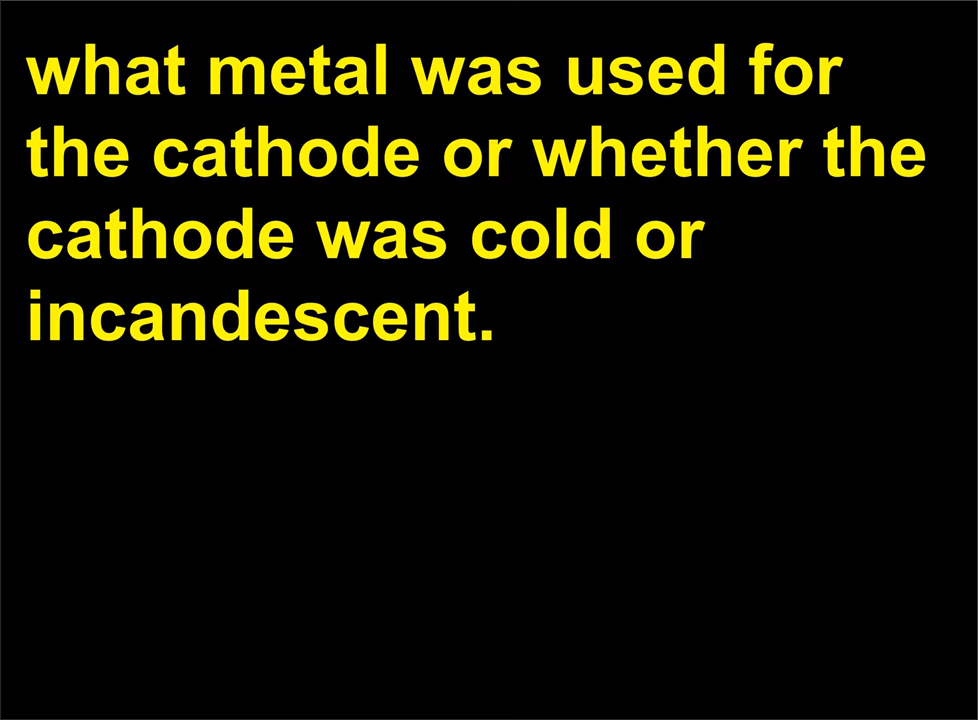 what metal was used for
the cathode or whether the
cathode was cold or
incandescent.